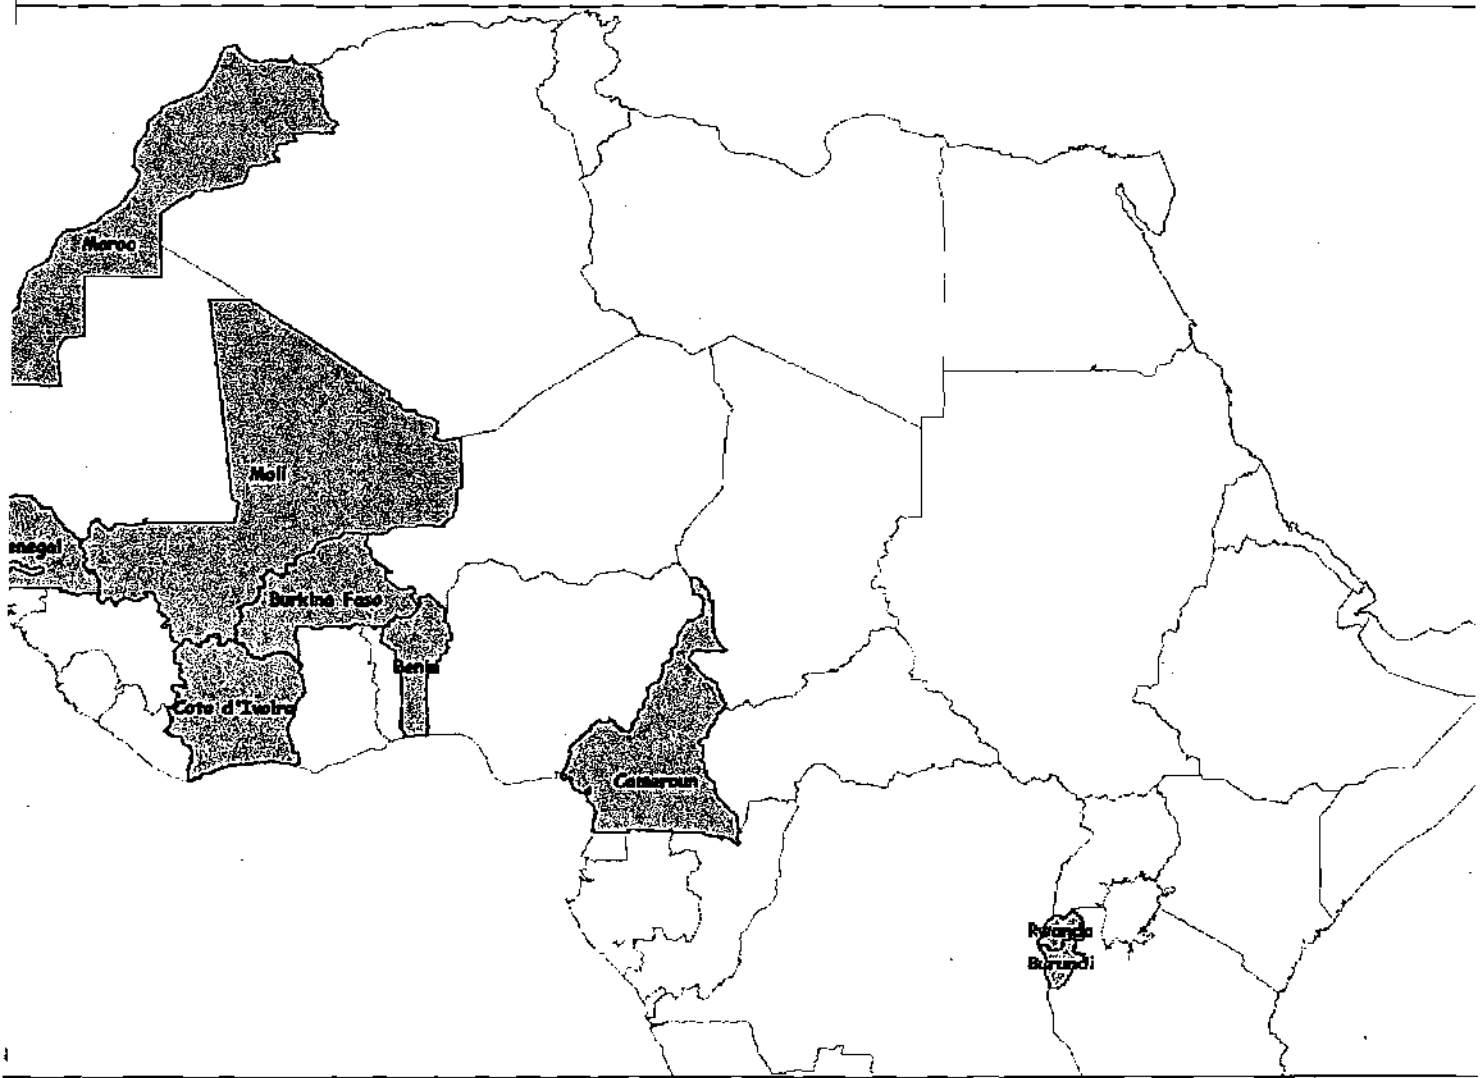 Maroc
Mali
enegal
Burkina Faso
Benin
Cote d'Ivoire
Cameroun
Rwanda
Burundi